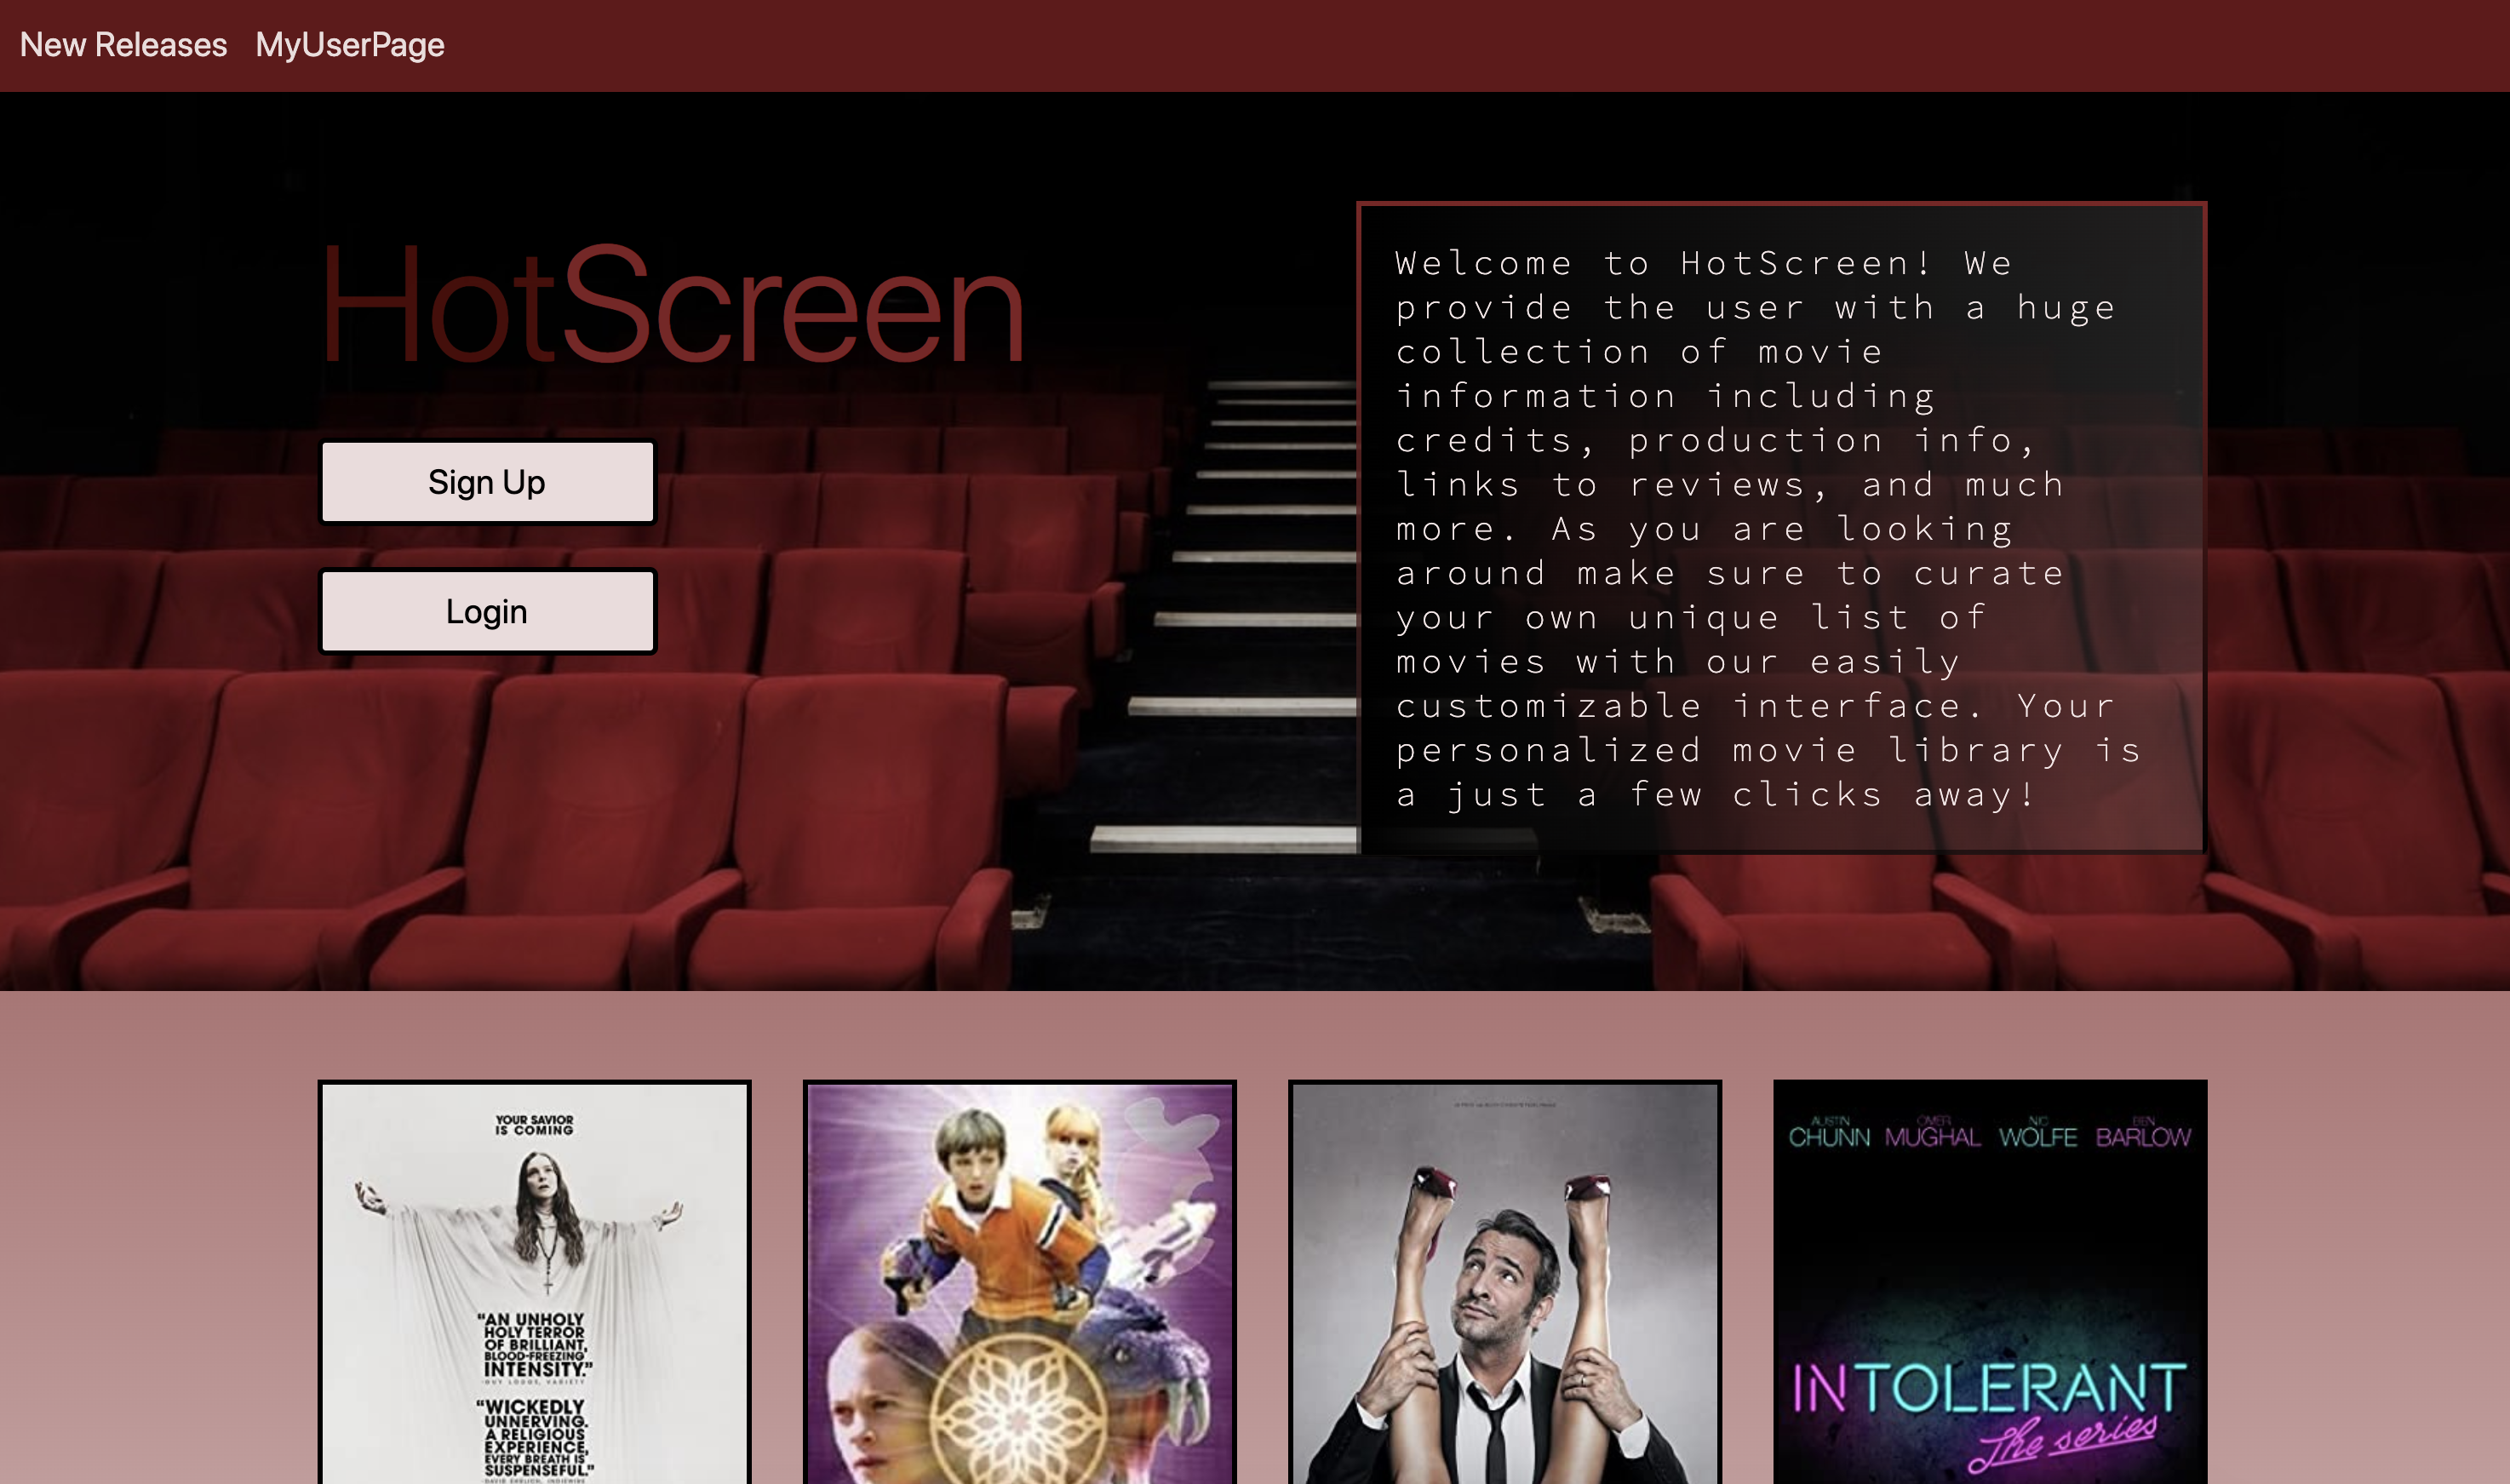 New Releases MyUserPage
HotScreen
Sign Up
Login
Welcome to HotScreen! We
provide the user with a huge
collection of movie
information including
credits, production info,
links to reviews, and much
more. As you are looking
around make sure to curate
your own unique list of
movies with our easily
customizable interface. Your
personalized movie library is
a just a few clicks away!
YOUR SAVIOR
IS COMING
“AN UNHOLY
HOLY TERROR
OF BRILLIANT,
BLOOD-FREEZING
INTENSITY.”
“WICKEDLY
UNNERVING.
A RELIGIOUS
EXPERIENCE,
EVERY BREATH IS
SUSPENSEFUL.”
AUSTIN OMER NIC BEN
CHUNN MUGHAL WOLFE BARLOW
INTOLERANT
The series